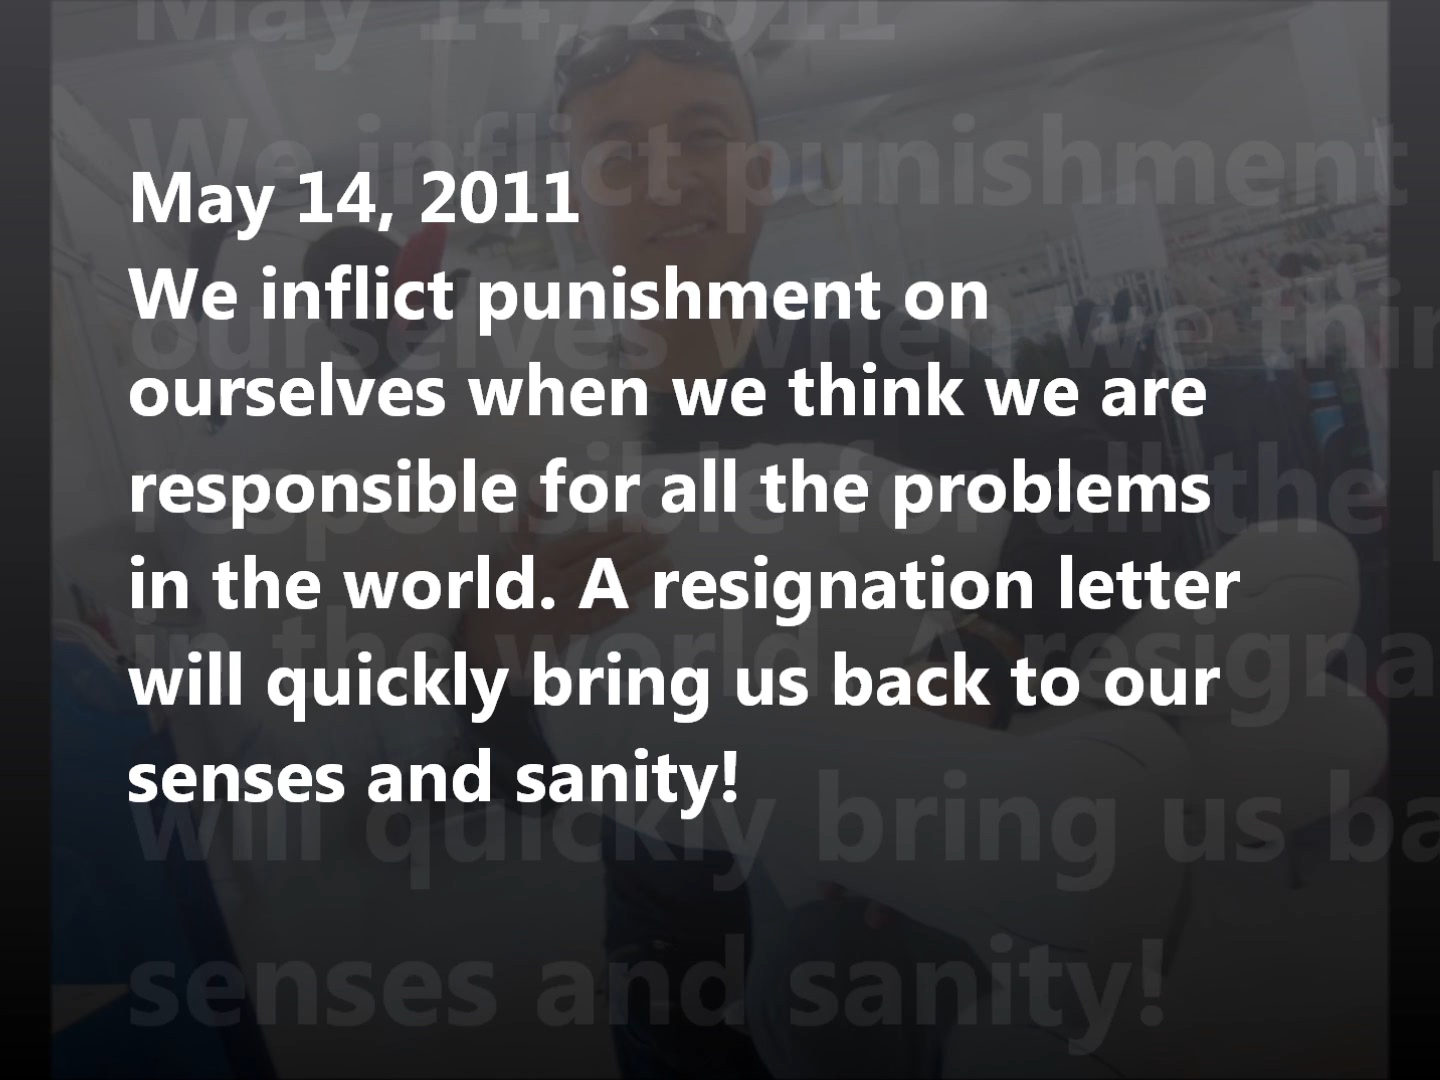 May 14, 2011
We inflict punishment on
ourselves when we think we are
responsible for all the problems
in the world. A resignation letter
will quickly bring us back to our
senses and sanity!